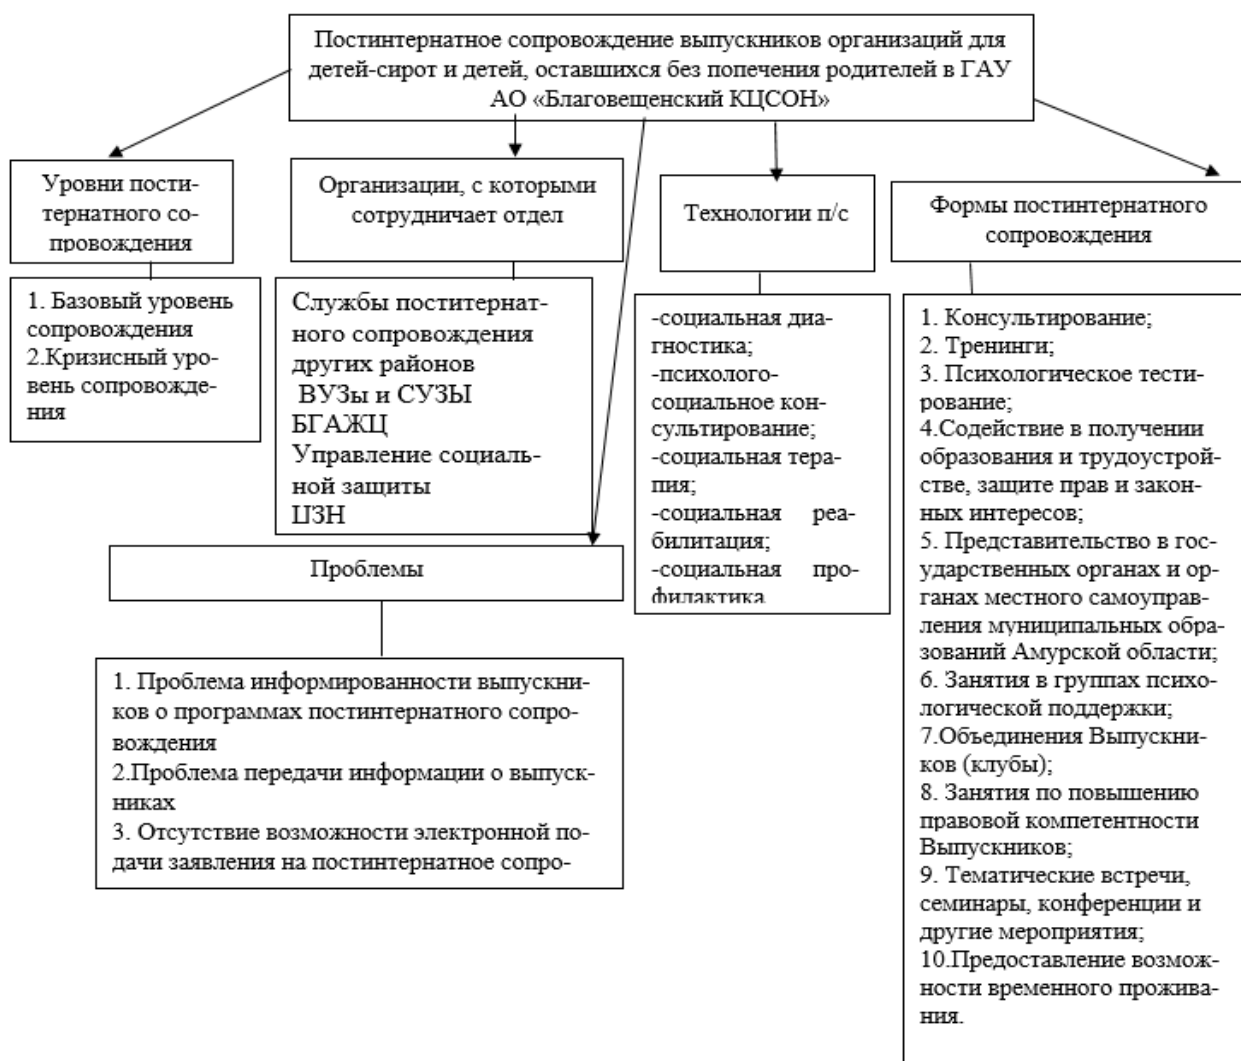 Постинтернатное сопровождение выпускников организаций для
детей-сирот и детей, оставшихся без попечения родителей в ГАУ
АО «Благовещенский КЦСОН»
Уровни пости-
тернатного со-
провождения
1. Базовый уровень
сопровождения
2.Кризисный уро-
вень сопровожде-
ния
Организации, с которыми
сотрудничает отдел
Службы поститернат-
ного сопровождения
других районов
ВУЗы и СУЗЫ
БГАЖЦ
Управление социаль-
ной защиты
ЦЗН
Технологии п/с
-социальная диа-
гностика;
-психолого-
социальное кон-
сультирование;
-социальная тера-
пия;
-социальная реа-
билитация;
-социальная про-
филактика
Формы постинтернатного
сопровождения
1. Консультирование;
2. Тренинги;
3. Психологическое тести-
рование;
4.Содействие в получении
образования и трудоустрой-
стве, защите прав и закон-
ных интересов;
5. Представительство в гос-
ударственных органах и ор-
ганах местного самоуправ-
ления муниципальных обра-
зований Амурской области;
6. Занятия в группах психо-
логической поддержки;
7.Объединения Выпускни-
ков (клубы);
8. Занятия по повышению
правовой компетентности
Выпускников;
9. Тематические встречи,
семинары, конференции и
другие мероприятия;
10.Предоставление возмож-
ности временного прожива-
ния.
Проблемы
1. Проблема информированности выпускни-
ков о программах постинтернатного сопро-
вождения
2.Проблема передачи информации о выпуск-
никах
3. Отсутствие возможности электронной по-
дачи заявления на постинтернатное сопро-